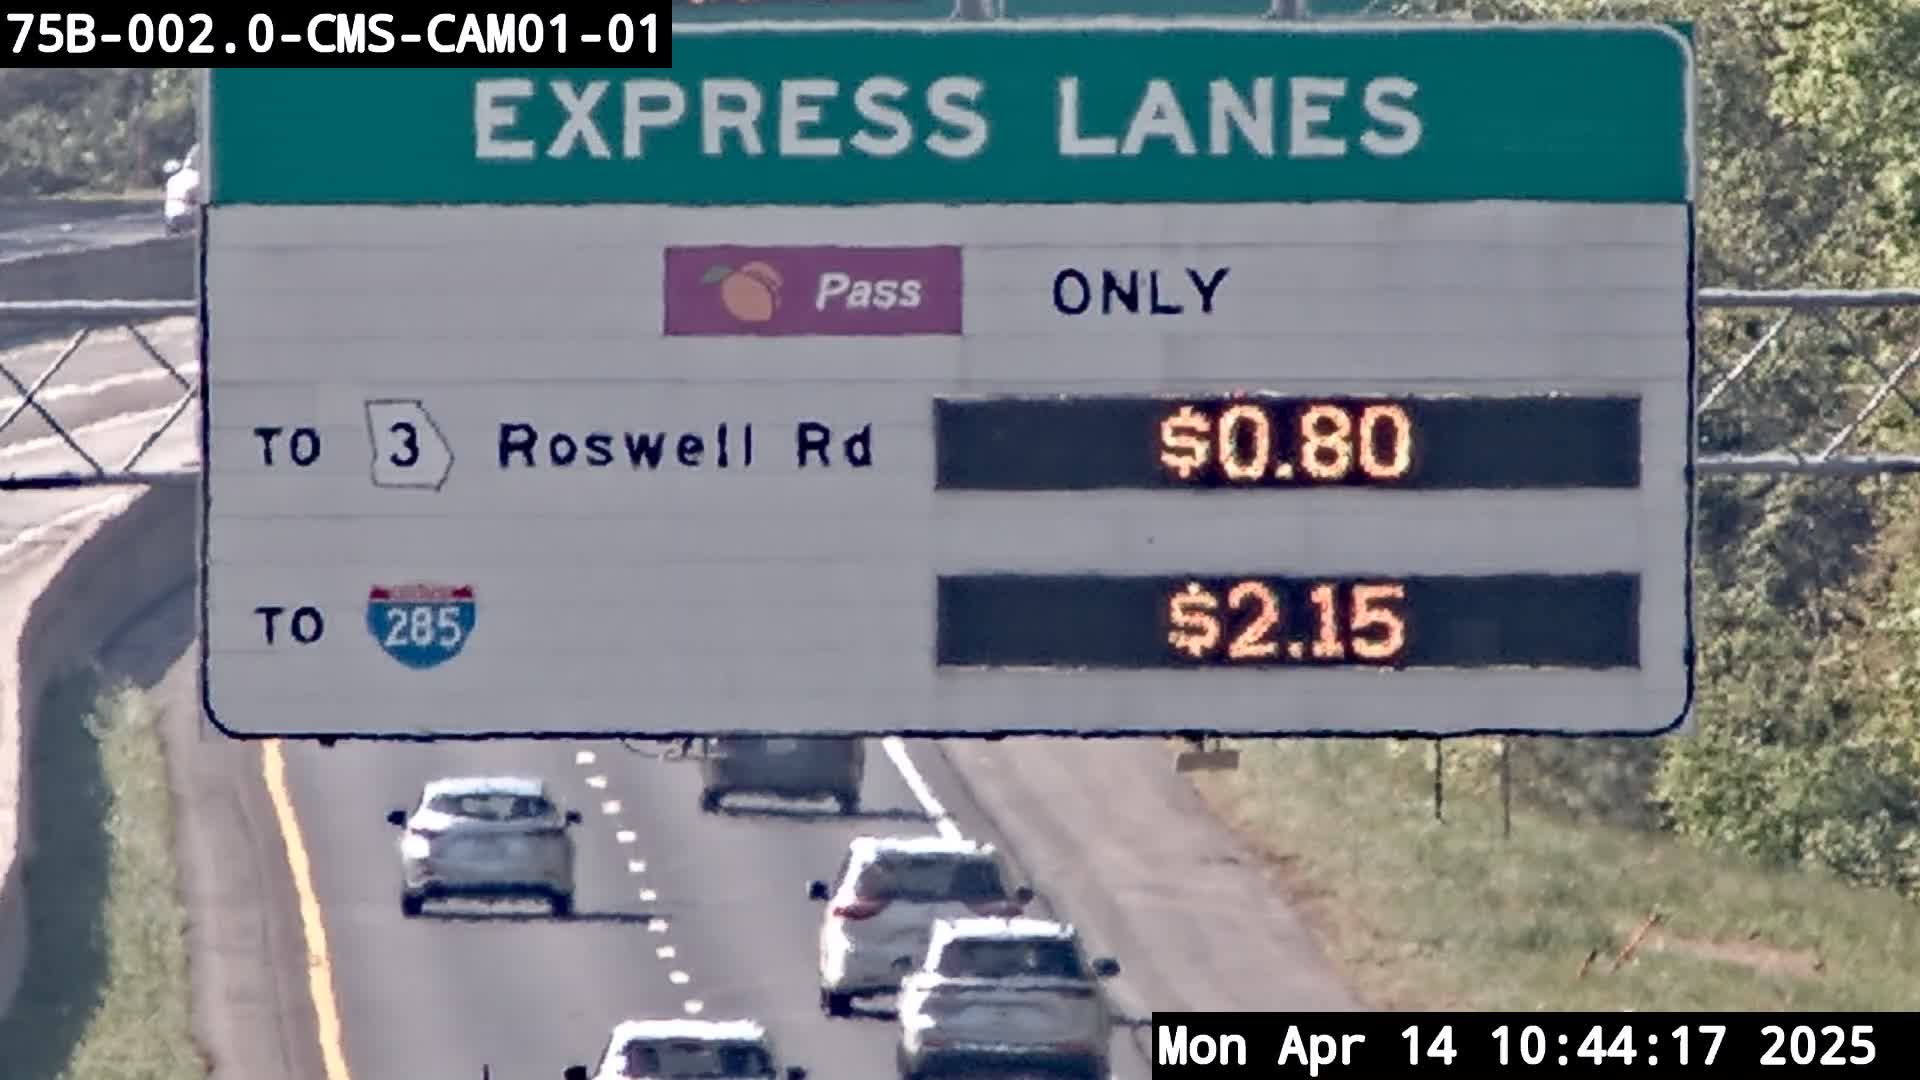 75B-002.0-CMS-CAM01-01
EXPRESS LANES
Pass ONLY
TO 3 Roswell Rd $0.80
TO 285 $2.15
Mon Apr 14 10:44:17 2025